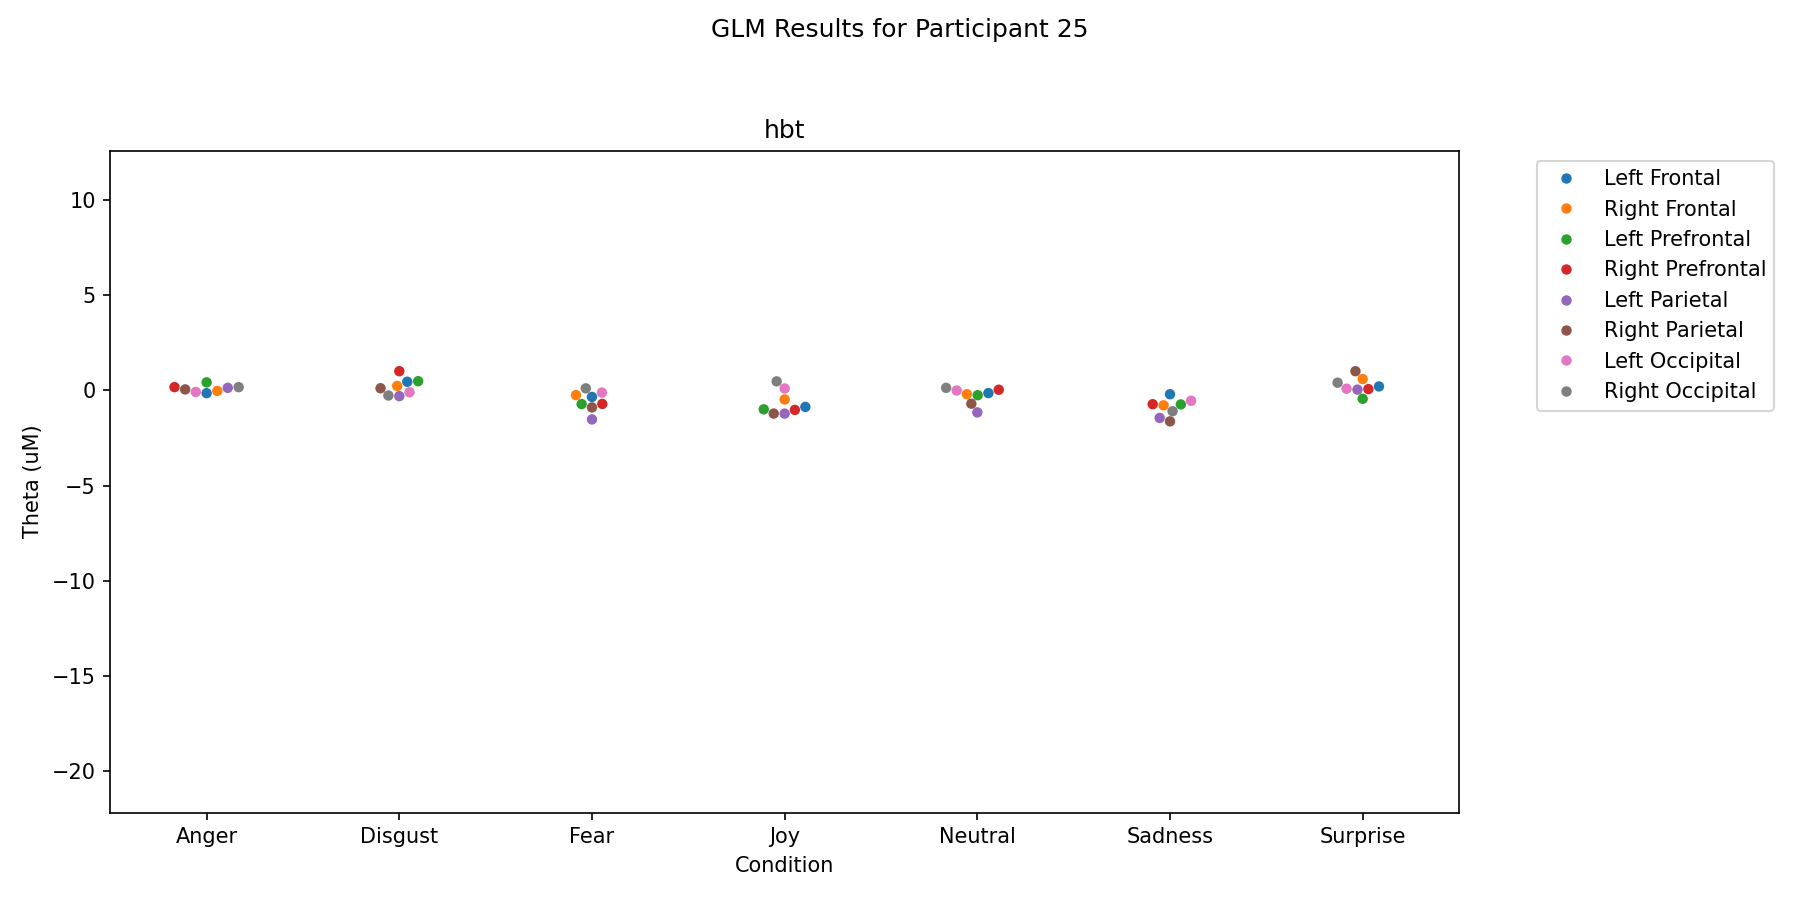 GLM Results for Participant 25
hbt
10
5
0
−5
−10
−15
−20
Theta (uM)
Anger
Disgust
Fear
Joy
Neutral
Sadness
Surprise
Condition
Left Frontal
Right Frontal
Left Prefrontal
Right Prefrontal
Left Parietal
Right Parietal
Left Occipital
Right Occipital